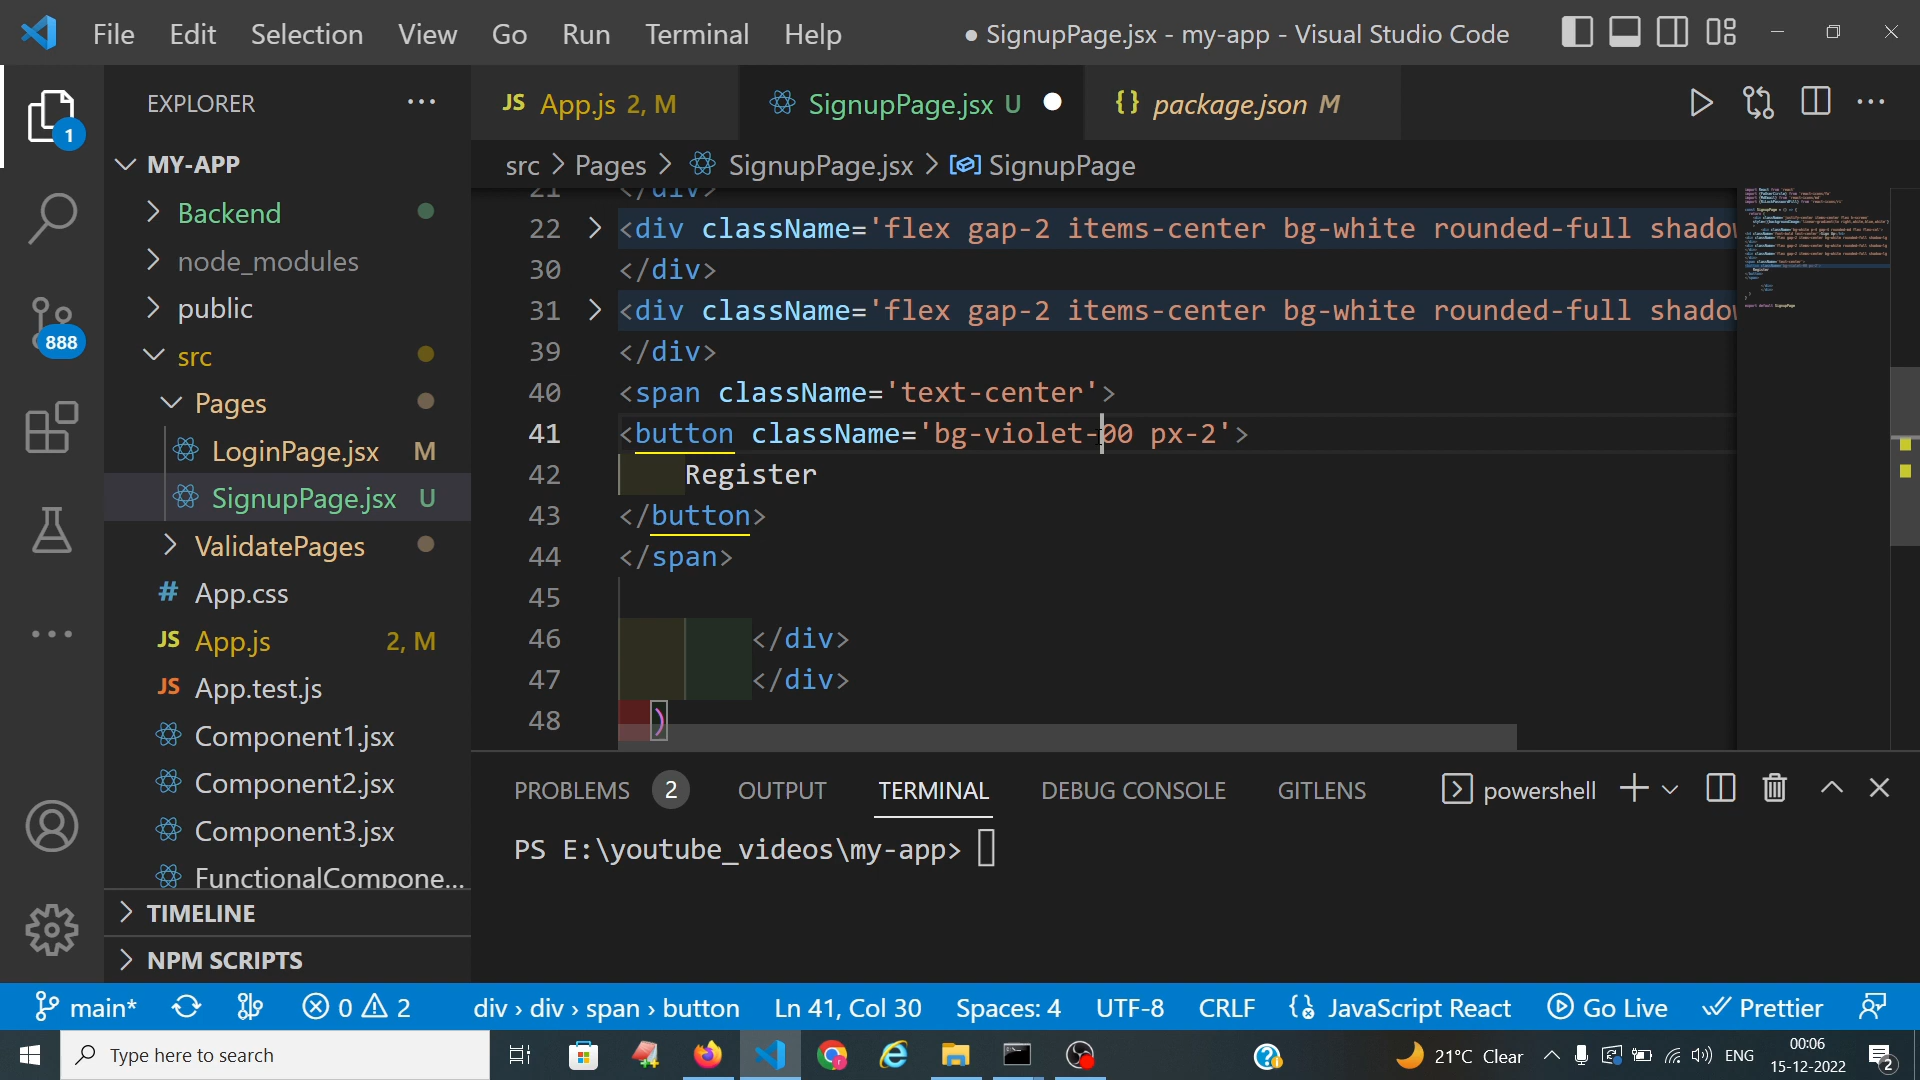 File Edit Selection View Go Run Terminal Help ● SignupPage.jsx - my-app - Visual Studio Code
EXPLORER ···
JS App.js 2, M SignupPage.jsx U ● {} package.json M
1
MY-APP
src > Pages > SignupPage.jsx > SignupPage
Backend
node_modules
public
888
src
Pages
LoginPage.jsx M
SignupPage.jsx U
ValidatePages
# App.css
JS App.js 2, M
JS App.test.js
Component1.jsx
Component2.jsx
Component3.jsx
FunctionalCompone...
TIMELINE
NPM SCRIPTS
21 </div>
22 > <div className='flex gap-2 items-center bg-white rounded-full shadow
30 </div>
31 > <div className='flex gap-2 items-center bg-white rounded-full shadow
39 </div>
40 <span className='text-center'>
41 <button className='bg-violet-00 px-2'>
42 Register
43 </button>
44 </span>
45
46 </div>
47 </div>
48 )
PROBLEMS 2 OUTPUT TERMINAL DEBUG CONSOLE GITLENS powershell
PS E:\youtube_videos\my-app>
main* 0 2 div › div › span › button Ln 41, Col 30 Spaces: 4 UTF-8 CRLF JavaScript React Go Live Prettier
Type here to search
21°C Clear
ENG
00:06
15-12-2022
2